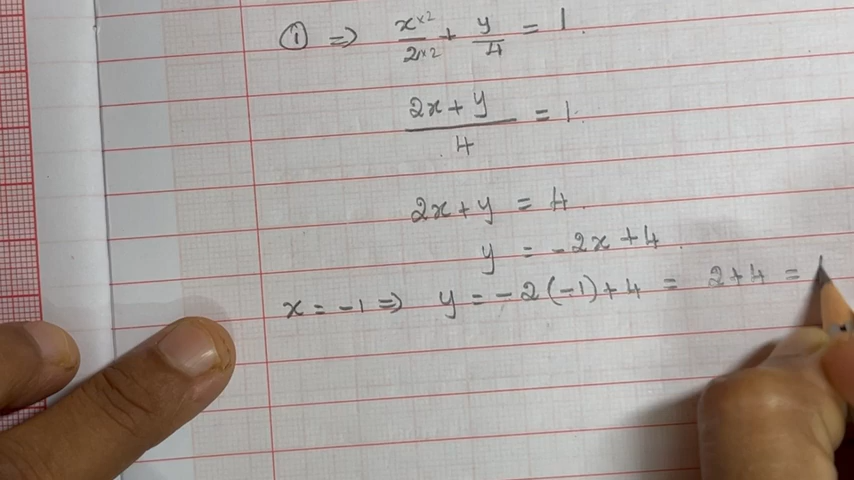 ① ⇒ x×2/2×2 + y/4 = 1
2x + y / 4 = 1.
2x + y = 4.
y = -2x + 4.
x = -1 ⇒ y = -2(-1) + 4 = 2 + 4 =